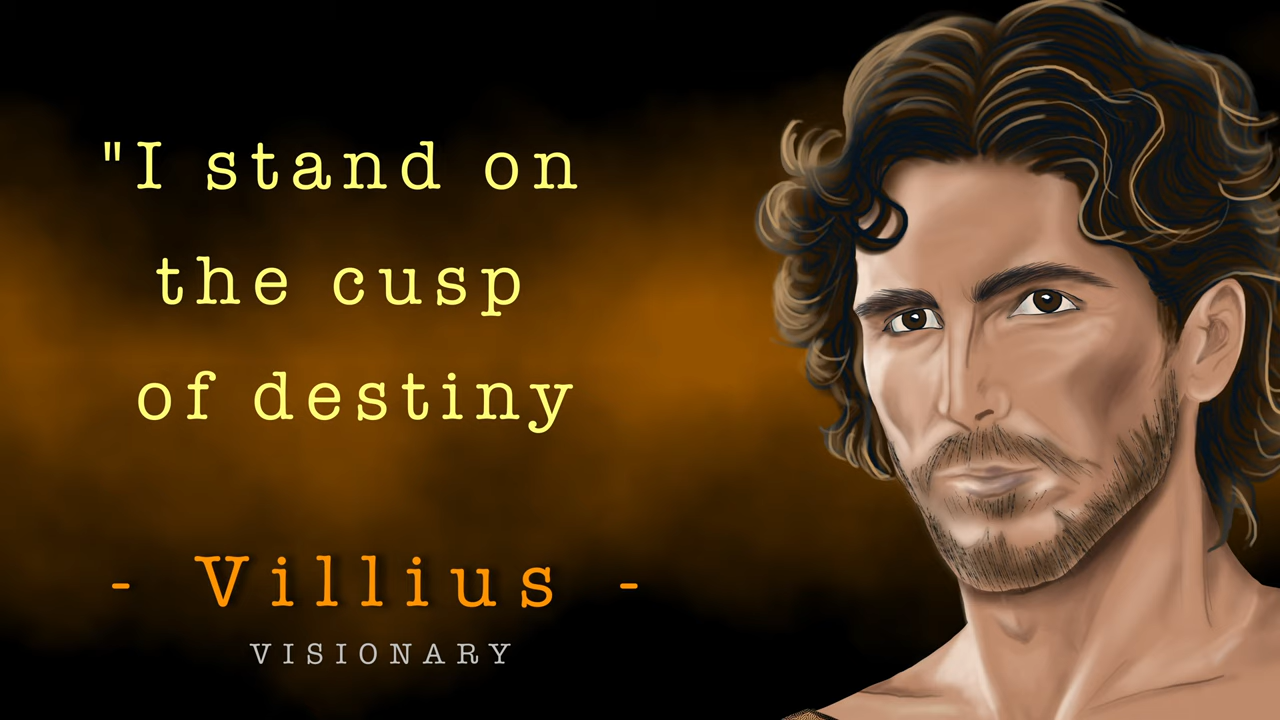 "I stand on
the cusp
of destiny
- Villius -
VISIONARY